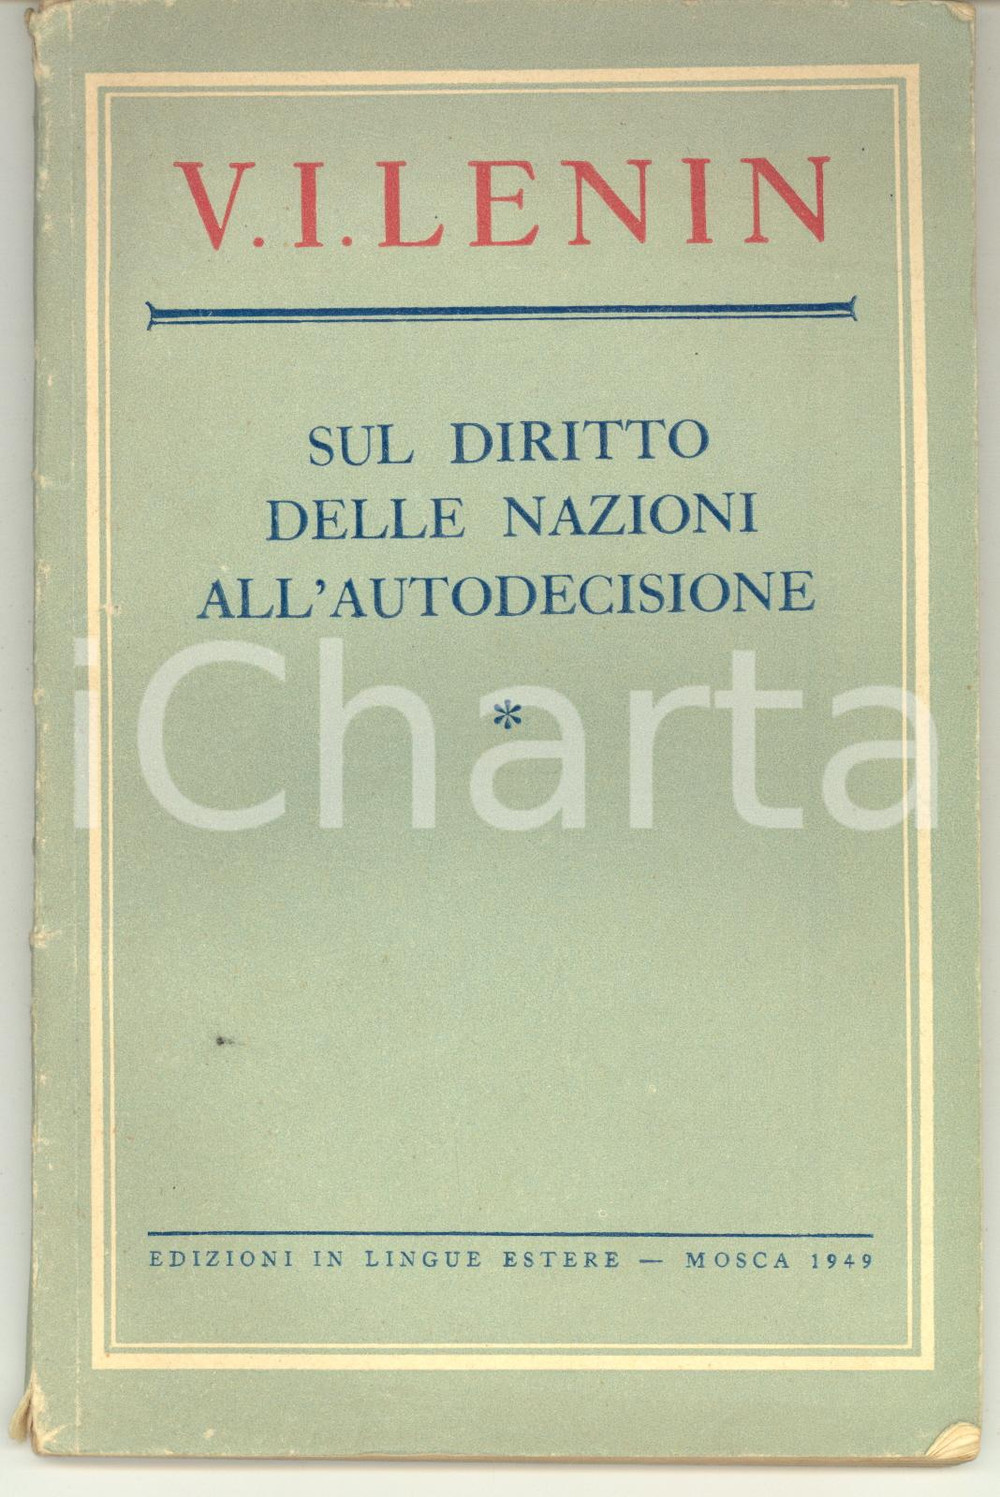 V. I. LENIN
SUL DIRITTO
DELLE NAZIONI
ALL'AUTODECISIONE
*
iCharta
EDIZIONI IN LINGUE ESTERE — MOSCA 1949